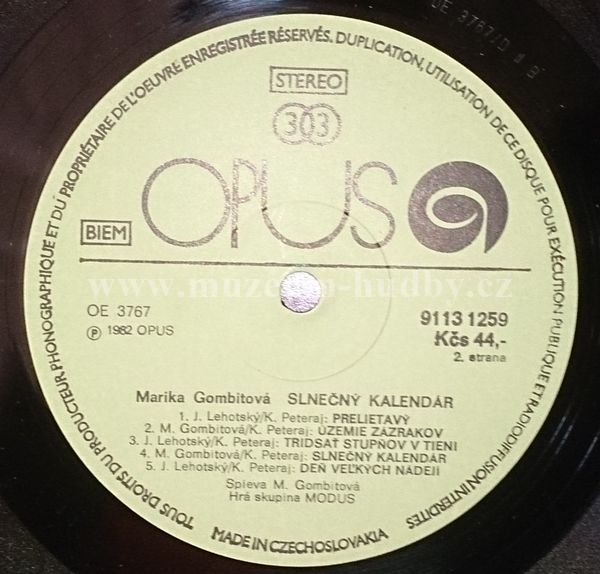 OE 3767/D 1 B
TOUS DROITS DU PRODUCTEUR PHONOGRAPHIQUE ET DU PROPRIÉTAIRE DE L'OEUVRE ENREGISTRÉE RÉSERVÉS. DUPLICATION, UTILISATION DE CE DISQUE POUR EXÉCUTION PUBLIQUE ET RADIODIFFUSION INTERDITES
STEREO
303
OPUS
BIEM
www.muzeum-hudby.cz
OE 3767
9113 1259
Ⓟ 1982 OPUS
Kčs 44,-
2. strana
Marika Gombitová SLNEČNÝ KALENDÁR
1. J. Lehotský/K. Peteraj: PRELIETAVÝ
2. M. Gombitová/K. Peteraj: ÚZEMIE ZÁZRAKOV
3. J. Lehotský/K. Peteraj: TRIDSAŤ STUPŇOV V TIENI
4. M. Gombitová/K. Peteraj: SLNEČNÝ KALENDÁR
5. J. Lehotský/K. Peteraj: DEŇ VEĽKÝCH NÁDEJÍ
Spieva M. Gombitová
Hrá skupina MODUS
MADE IN CZECHOSLOVAKIA